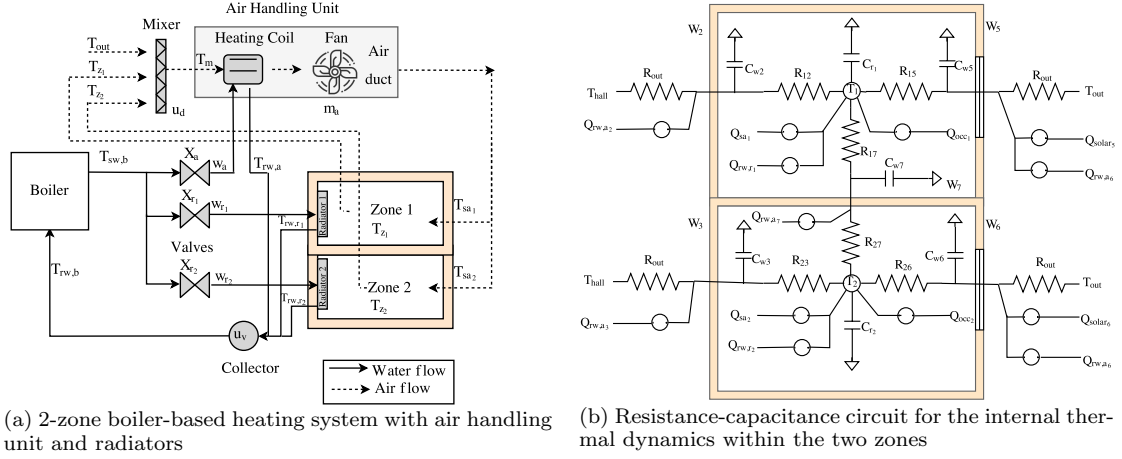 Air Handling Unit
Mixer
Heating Coil
Fan
Air
duct
T_out
T_z1
T_z2
T_m
u_d
m_a
T_sw,b
X_a
w_a
T_rw,a
Boiler
X_r1
w_r1
T_rw,r1
Radiator 1
Zone 1
T_z1
T_sa1
Valves
T_rw,b
X_r2
w_r2
T_rw,r2
Radiator 2
Zone 2
T_z2
T_sa2
u_v
Collector
Water flow
Air flow
(a) 2-zone boiler-based heating system with air handling
unit and radiators
W_2
W_5
C_w2
C_r1
C_w5
R_out
R_12
R_15
R_out
T_hall
T_1
T_out
Q_rw,a2
Q_sa1
Q_occ1
Q_solar5
R_17
Q_rw,r1
C_w7
Q_rw,a6
W_7
W_3
Q_rw,a7
W_6
C_w3
R_27
C_w6
R_out
R_23
R_26
R_out
T_hall
T_2
T_out
Q_rw,a3
Q_sa2
Q_occ2
Q_solar6
Q_rw,r2
C_r2
Q_rw,a6
(b) Resistance-capacitance circuit for the internal ther-
mal dynamics within the two zones